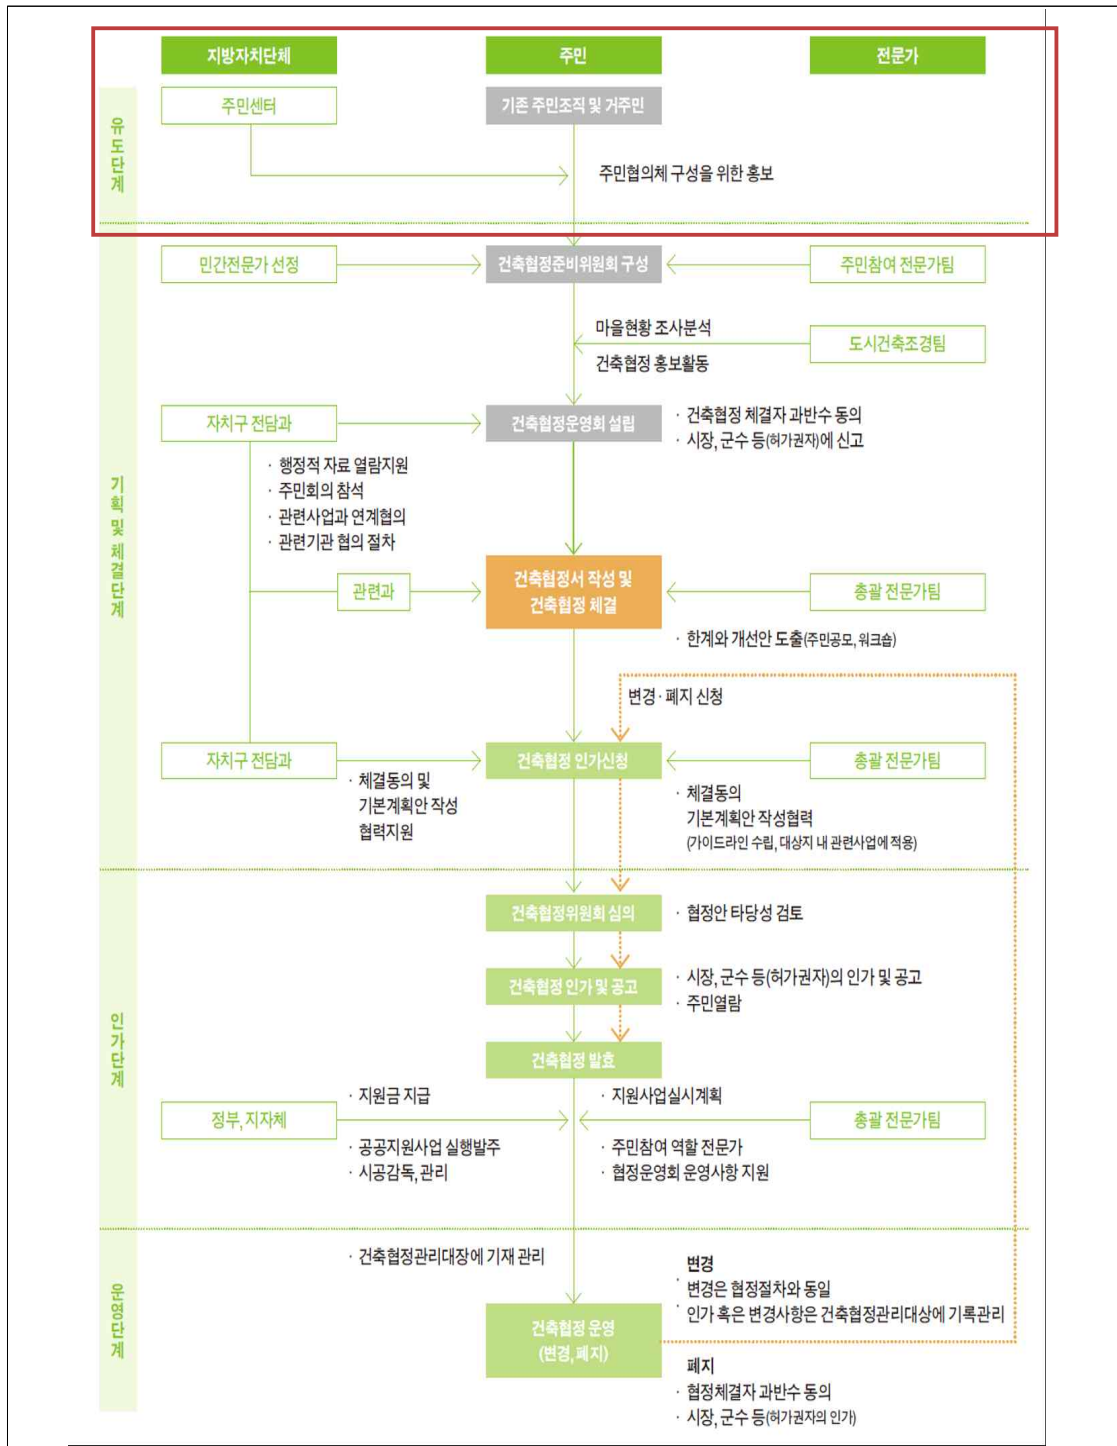 지방자치단체
주민
전문가
유도단계
주민센터
기존 주민조직 및 거주민
주민협의체 구성을 위한 홍보
기획 및 체결단계
민간전문가 선정
건축협정준비위원회 구성
주민참여 전문가팀
마을현황 조사분석
도시건축조경팀
건축협정 홍보활동
자치구 전담과
건축협정운영회 설립
· 건축협정 체결자 과반수 동의
· 시장, 군수 등(허가권자)에 신고
· 행정적 자료 열람지원
· 주민회의 참석
· 관련사업과 연계협의
· 관련기관 협의 절차
관련과
건축협정서 작성 및
건축협정 체결
총괄 전문가팀
· 한계와 개선안 도출(주민공모, 워크숍)
변경 · 폐지 신청
자치구 전담과
건축협정 인가신청
총괄 전문가팀
· 체결동의 및
기본계획안 작성
협력지원
· 체결동의
기본계획안 작성협력
(가이드라인 수립, 대상지 내 관련사업에 적용)
인가단계
건축협정위원회 심의
· 협정안 타당성 검토
건축협정 인가 및 공고
· 시장, 군수 등(허가권자)의 인가 및 공고
· 주민열람
건축협정 발효
· 지원금 지급
· 지원사업실시계획
정부, 지자체
총괄 전문가팀
· 공공지원사업 실행발주
· 시공감독, 관리
· 주민참여 역할 전문가
· 협정운영회 운영사항 지원
운영단계
· 건축협정관리대장에 기재 관리
변경
· 변경은 협정절차와 동일
· 인가 혹은 변경사항은 건축협정관리대상에 기록관리
건축협정 운영
(변경, 폐지)
폐지
· 협정체결자 과반수 동의
· 시장, 군수 등(허가권자의 인가)